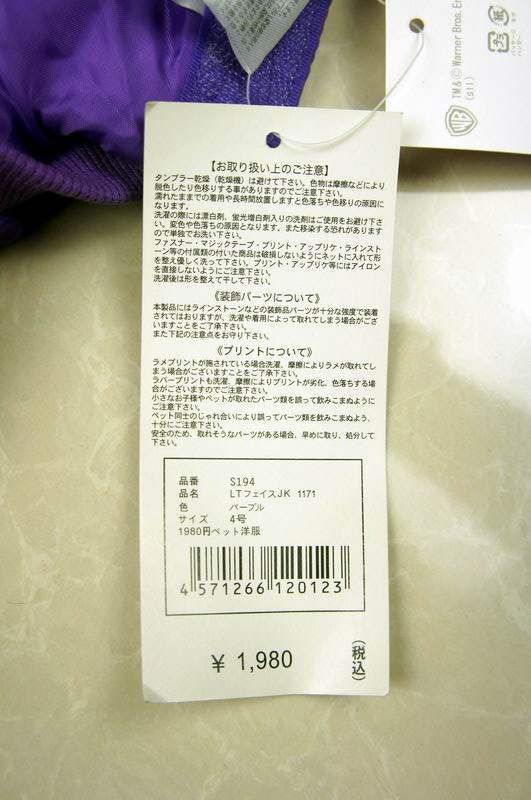 【お取り扱い上のご注意】
タンブラー乾燥（乾燥機）は避けて下さい。色物は摩擦などにより
脱色したり色移りする事がありますのでご注意下さい。
濡れたままでの着用や長時間放置しますと色落ちや色移りの原因に
なります。
洗濯の際には漂白剤、蛍光増白剤入りの洗剤はご使用をお避け下
さい。変色や色落ちの原因となります。また移染する恐れがあります
ので単独でお洗い下さい。
ファスナー・マジックテープ・プリント・アップリケ・ラインスト
ーン等の付属類の付いた商品は破損しないようにネットに入れて形
を整え優しく洗って下さい。プリント・アップリケ等にはアイロン
を直接しないようにご注意下さい。
洗濯後は形を整えて干して下さい。
《装飾パーツについて》
本製品にはラインストーンなどの装飾品パーツが十分な強度で装着
されてはおりますが、洗濯や着用によって取れてしまう場合がござ
いますことをご了承下さい。
また下記の注意点をお守り下さい。
《プリントについて》
ラメプリントが施されている場合洗濯、摩擦によりラメが取れてし
まう場合がございますことをご了承下さい。
ラバープリントも洗濯、摩擦によりプリントが劣化、色落ちする場
合がございますのでご注意下さい。
小さなお子様やペットが取れたパーツ類を誤って飲みこまぬように
ご注意下さい。
ペット同士のじゃれ合いにより誤ってパーツ類を飲みこまぬよう、
十分にご注意下さい。
安全のため、取れそうなパーツがある場合、早めに取り、処分して
下さい。
品番 S194
品名 LTフェイスJK 1171
色 パープル
サイズ 4号
1980円ペット洋服
4 571266 120123
¥ 1,980
(税込)
TM & © Warner Bros. En
(s11)
WB
プラ
紙